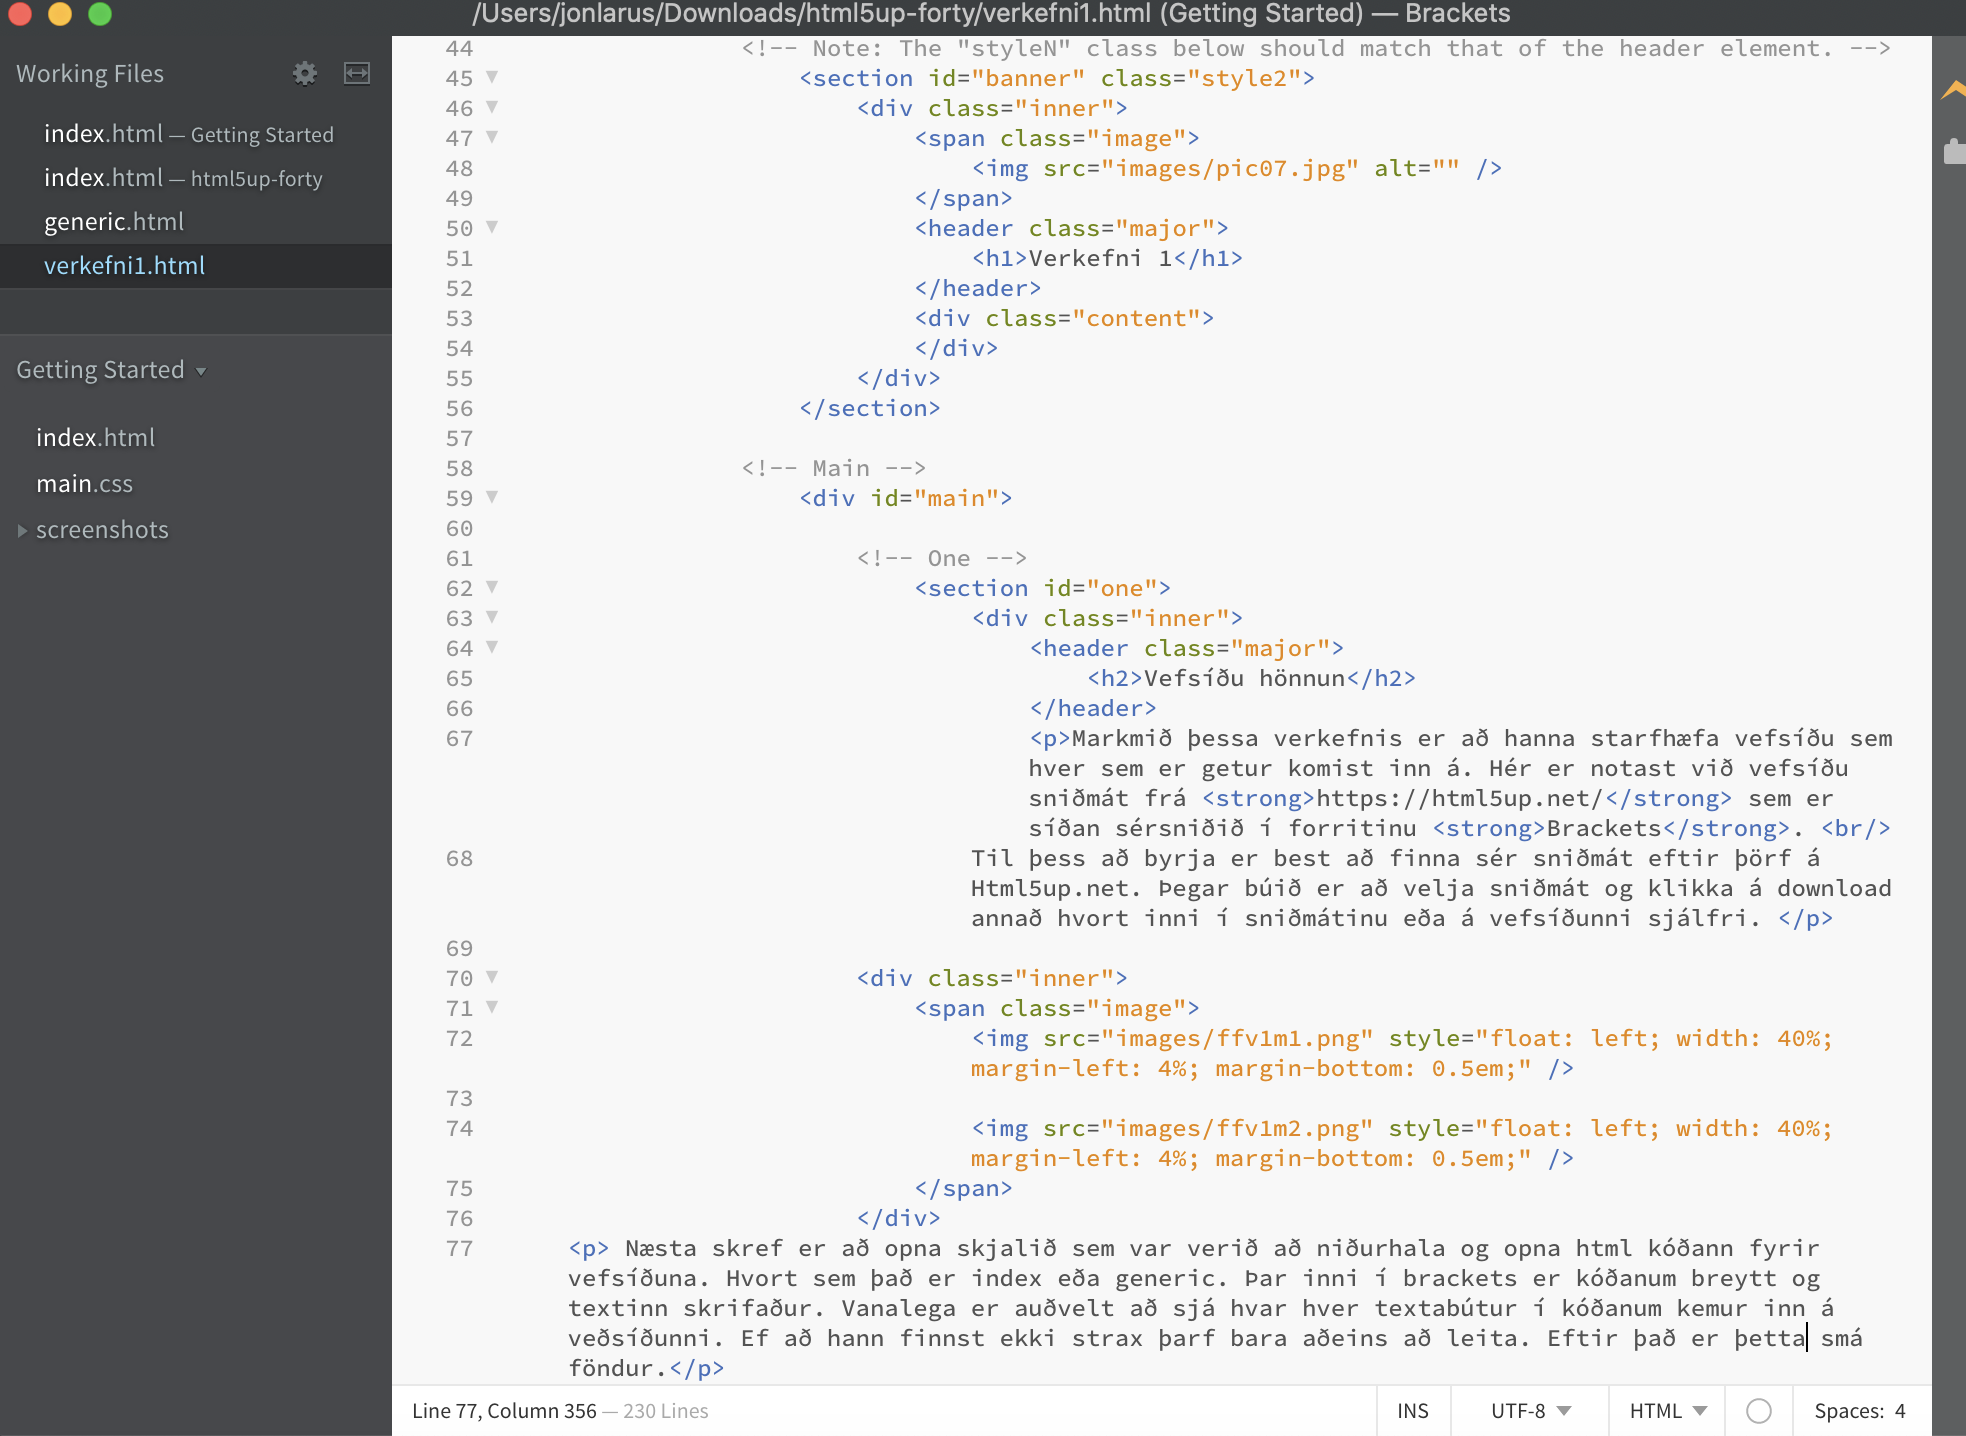 /Users/jonlarus/Downloads/html5up-forty/verkefni1.html (Getting Started) — Brackets
Working Files
index.html — Getting Started
index.html — html5up-forty
generic.html
verkefni1.html
Getting Started
index.html
main.css
screenshots
44 <!-- Note: The "styleN" class below should match that of the header element. -->
45 <section id="banner" class="style2">
46 <div class="inner">
47 <span class="image">
48 <img src="images/pic07.jpg" alt="" />
49 </span>
50 <header class="major">
51 <h1>Verkefni 1</h1>
52 </header>
53 <div class="content">
54 </div>
55 </div>
56 </section>
57
58 <!-- Main -->
59 <div id="main">
60
61 <!-- One -->
62 <section id="one">
63 <div class="inner">
64 <header class="major">
65 <h2>Vefsíðu hönnun</h2>
66 </header>
67 <p>Markmið þessa verkefnis er að hanna starfhæfa vefsíðu sem
hver sem er getur komist inn á. Hér er notast við vefsíðu
sniðmát frá <strong>https://html5up.net/</strong> sem er
síðan sérsniðið í forritinu <strong>Brackets</strong>. <br/>
68 Til þess að byrja er best að finna sér sniðmát eftir þörf á
Html5up.net. Þegar búið er að velja sniðmát og klikka á download
annað hvort inni í sniðmátinu eða á vefsíðunni sjálfri. </p>
69
70 <div class="inner">
71 <span class="image">
72 <img src="images/ffv1m1.png" style="float: left; width: 40%;
margin-left: 4%; margin-bottom: 0.5em;" />
73
74 <img src="images/ffv1m2.png" style="float: left; width: 40%;
margin-left: 4%; margin-bottom: 0.5em;" />
75 </span>
76 </div>
77 <p> Næsta skref er að opna skjalið sem var verið að niðurhala og opna html kóðann fyrir
vefsíðuna. Hvort sem það er index eða generic. Þar inni í brackets er kóðanum breytt og
textinn skrifaður. Vanalega er auðvelt að sjá hvar hver textabútur í kóðanum kemur inn á
veðsíðunni. Ef að hann finnst ekki strax þarf bara aðeins að leita. Eftir það er þetta smá
föndur.</p>
Line 77, Column 356 — 230 Lines
INS
UTF-8
HTML
Spaces: 4